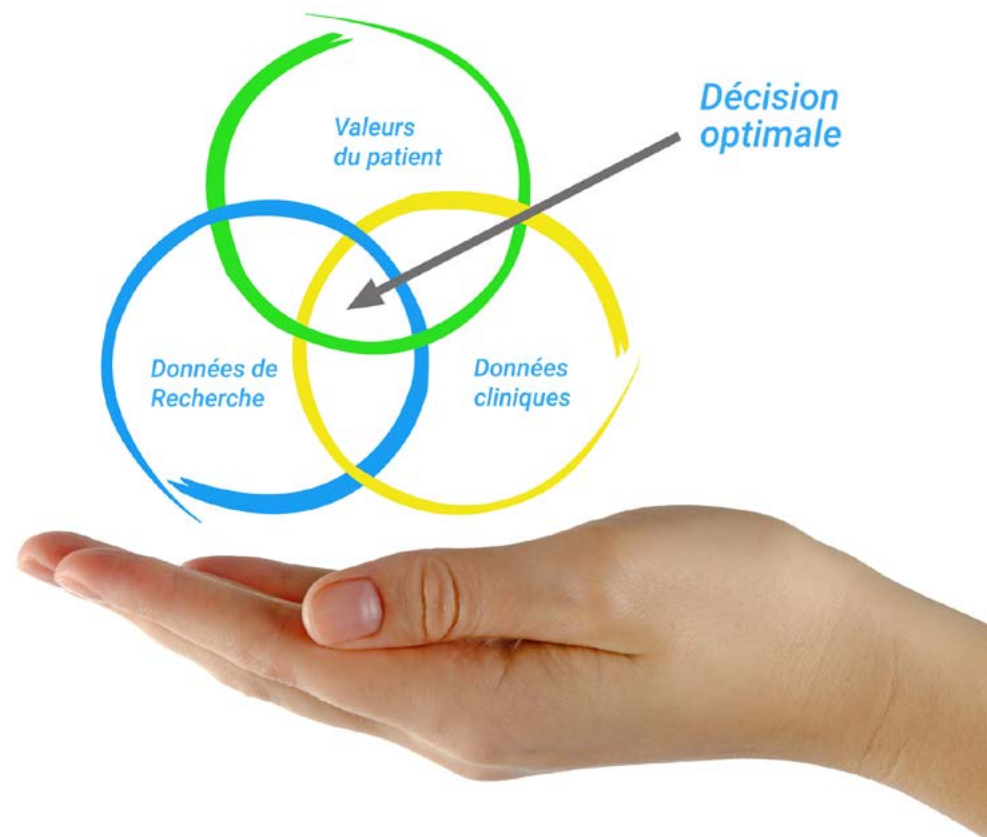 Valeurs
du patient
Décision
optimale
Données de
Recherche
Données
cliniques